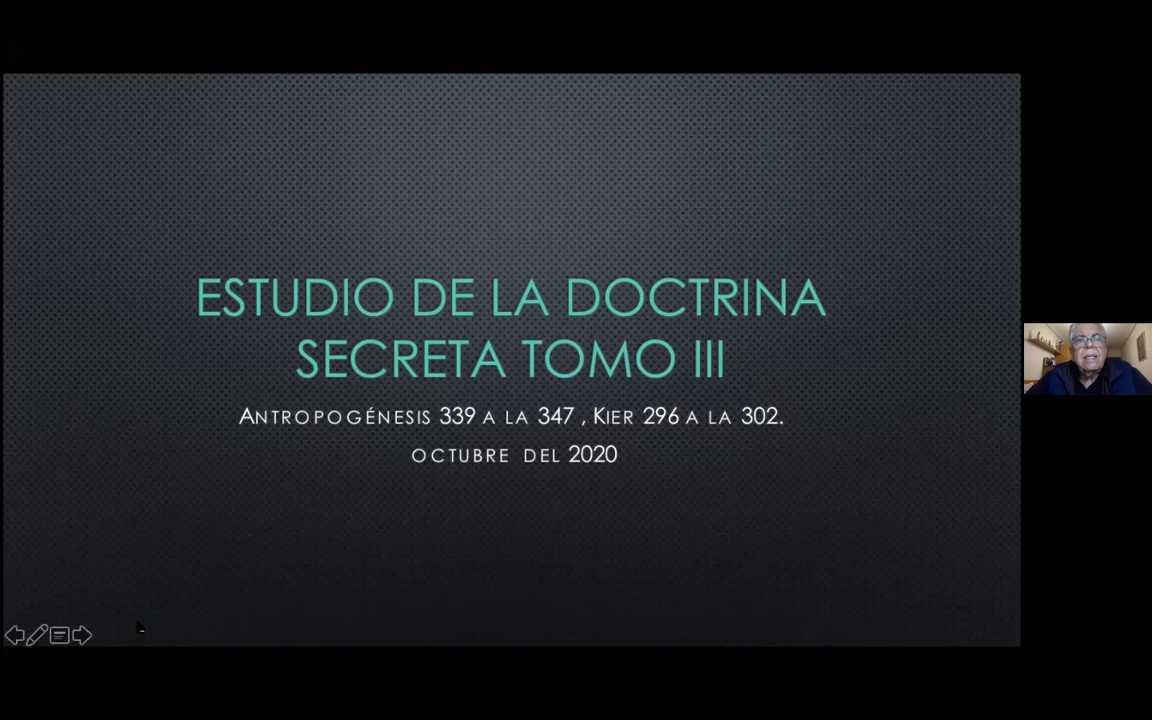 ESTUDIO DE LA DOCTRINA
SECRETA TOMO III
ANTROPOGÉNESIS 339 A LA 347 , KIER 296 A LA 302.
OCTUBRE DEL 2020